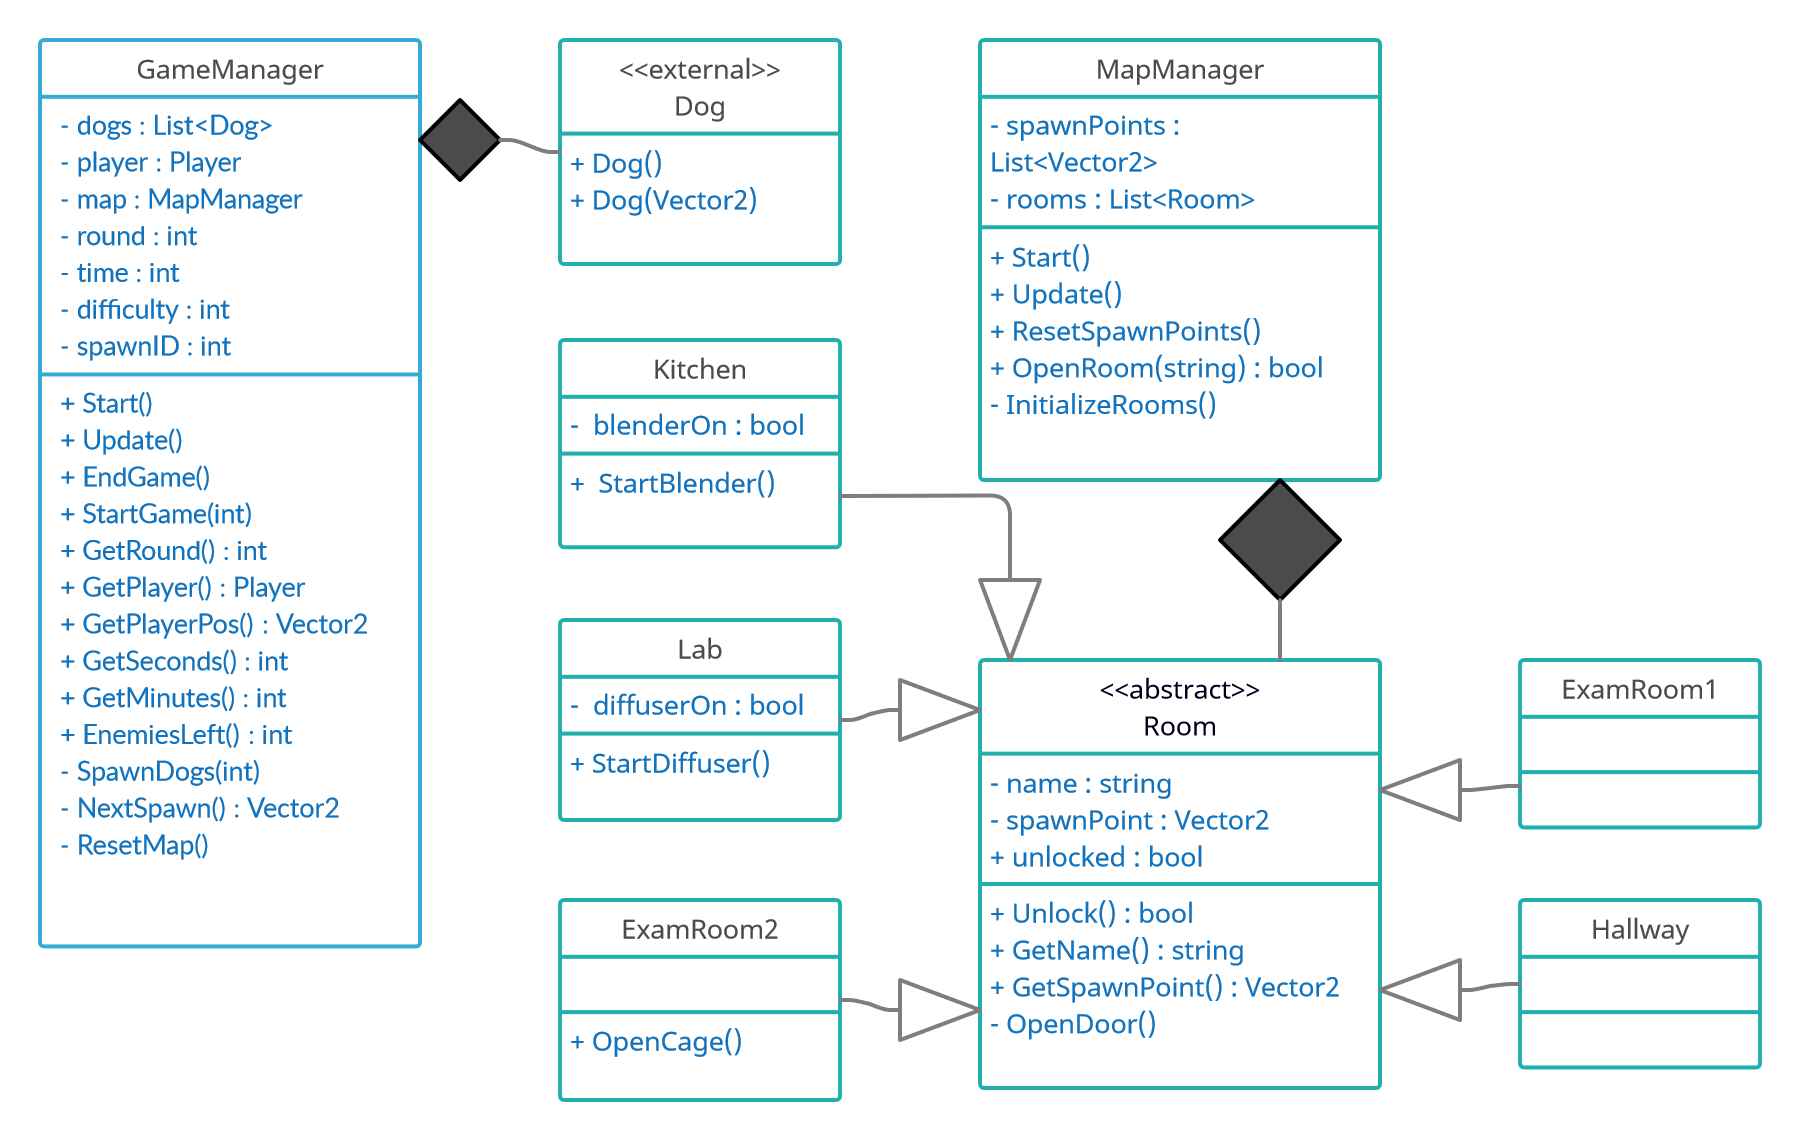 GameManager
- dogs : List<Dog>
- player : Player
- map : MapManager
- round : int
- time : int
- difficulty : int
- spawnID : int
+ Start()
+ Update()
+ EndGame()
+ StartGame(int)
+ GetRound() : int
+ GetPlayer() : Player
+ GetPlayerPos() : Vector2
+ GetSeconds() : int
+ GetMinutes() : int
+ EnemiesLeft() : int
- SpawnDogs(int)
- NextSpawn() : Vector2
- ResetMap()
<<external>>
Dog
+ Dog()
+ Dog(Vector2)
Kitchen
- blenderOn : bool
+ StartBlender()
Lab
- diffuserOn : bool
+ StartDiffuser()
ExamRoom2
+ OpenCage()
MapManager
- spawnPoints :
List<Vector2>
- rooms : List<Room>
+ Start()
+ Update()
+ ResetSpawnPoints()
+ OpenRoom(string) : bool
- InitializeRooms()
<<abstract>>
Room
- name : string
- spawnPoint : Vector2
+ unlocked : bool
+ Unlock() : bool
+ GetName() : string
+ GetSpawnPoint() : Vector2
- OpenDoor()
ExamRoom1
Hallway